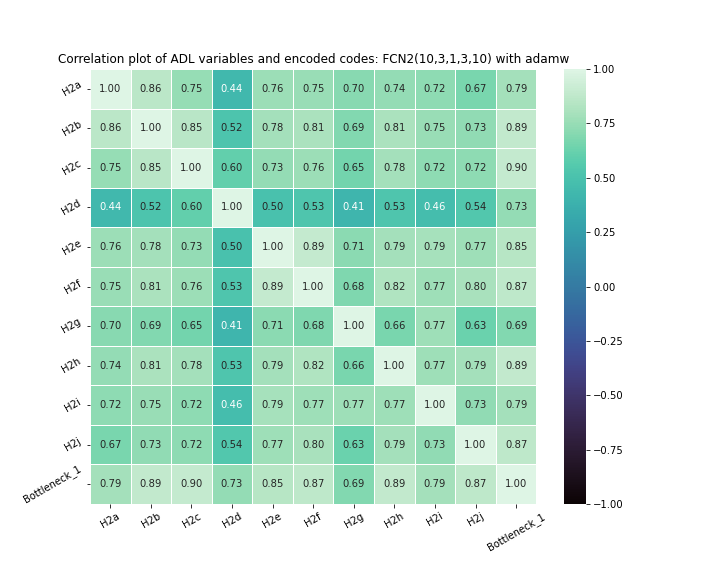 Correlation plot of ADL variables and encoded codes: FCN2(10,3,1,3,10) with adamw
H2a 1.00 0.86 0.75 0.44 0.76 0.75 0.70 0.74 0.72 0.67 0.79
H2b 0.86 1.00 0.85 0.52 0.78 0.81 0.69 0.81 0.75 0.73 0.89
H2c 0.75 0.85 1.00 0.60 0.73 0.76 0.65 0.78 0.72 0.72 0.90
H2d 0.44 0.52 0.60 1.00 0.50 0.53 0.41 0.53 0.46 0.54 0.73
H2e 0.76 0.78 0.73 0.50 1.00 0.89 0.71 0.79 0.79 0.77 0.85
H2f 0.75 0.81 0.76 0.53 0.89 1.00 0.68 0.82 0.77 0.80 0.87
H2g 0.70 0.69 0.65 0.41 0.71 0.68 1.00 0.66 0.77 0.63 0.69
H2h 0.74 0.81 0.78 0.53 0.79 0.82 0.66 1.00 0.77 0.79 0.89
H2i 0.72 0.75 0.72 0.46 0.79 0.77 0.77 0.77 1.00 0.73 0.79
H2j 0.67 0.73 0.72 0.54 0.77 0.80 0.63 0.79 0.73 1.00 0.87
Bottleneck_1 0.79 0.89 0.90 0.73 0.85 0.87 0.69 0.89 0.79 0.87 1.00
H2a H2b H2c H2d H2e H2f H2g H2h H2i H2j Bottleneck_1
1.00
0.75
0.50
0.25
0.00
−0.25
−0.50
−0.75
−1.00